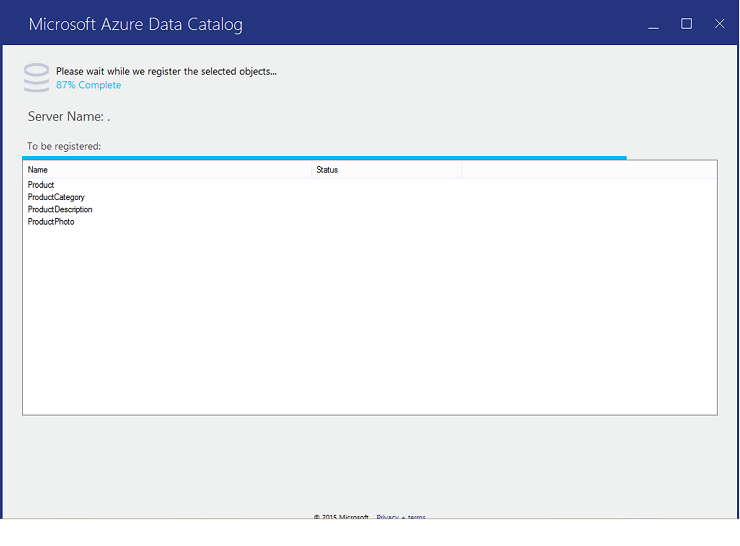 Microsoft Azure Data Catalog
Please wait while we register the selected objects...
87% Complete
Server Name: .
To be registered:
Name Status
Product
ProductCategory
ProductDescription
ProductPhoto
© 2015 Microsoft Privacy + terms